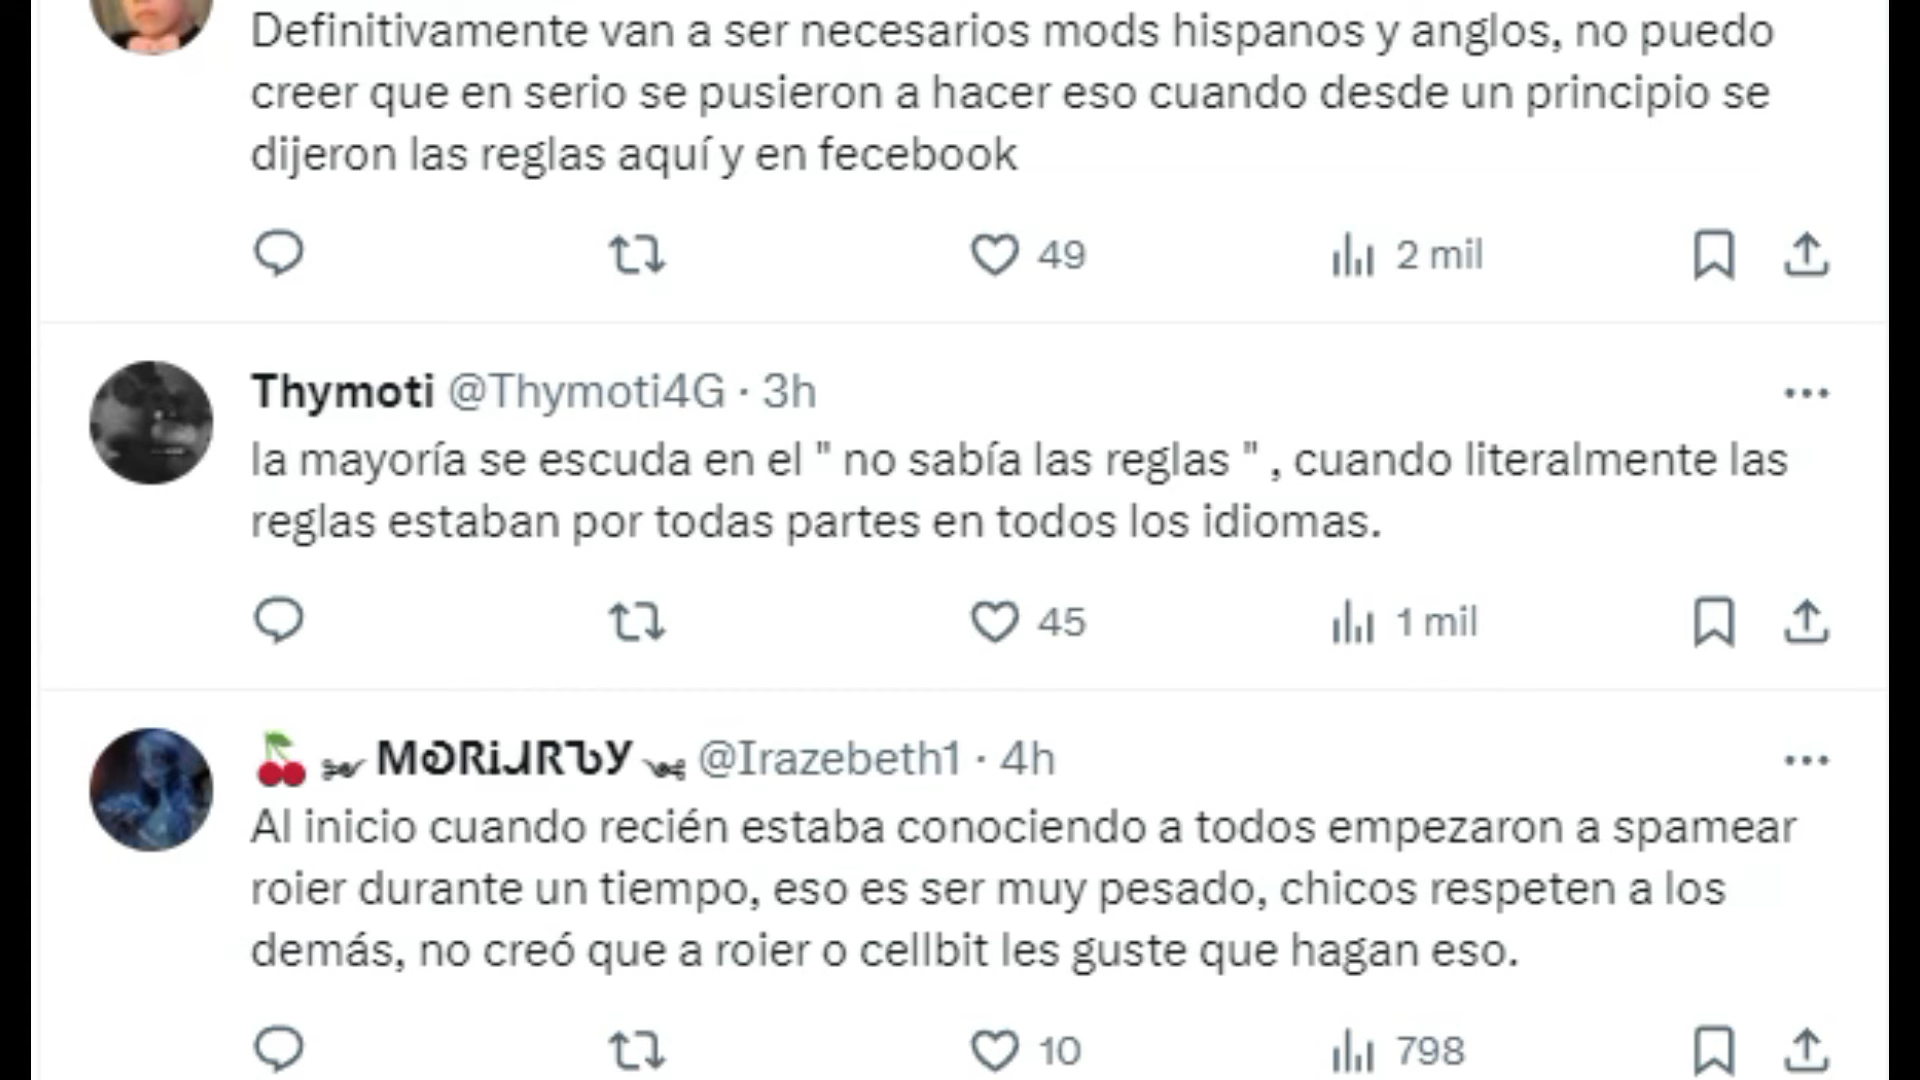 Definitivamente van a ser necesarios mods hispanos y anglos, no puedo
creer que en serio se pusieron a hacer eso cuando desde un principio se
dijeron las reglas aquí y en fecebook
49 2 mil
Thymoti @Thymoti4G · 3h
la mayoría se escuda en el " no sabía las reglas " , cuando literalmente las
reglas estaban por todas partes en todos los idiomas.
45 1 mil
@Irazebeth1 · 4h
Al inicio cuando recién estaba conociendo a todos empezaron a spamear
roier durante un tiempo, eso es ser muy pesado, chicos respeten a los
demás, no creó que a roier o cellbit les guste que hagan eso.
10 798